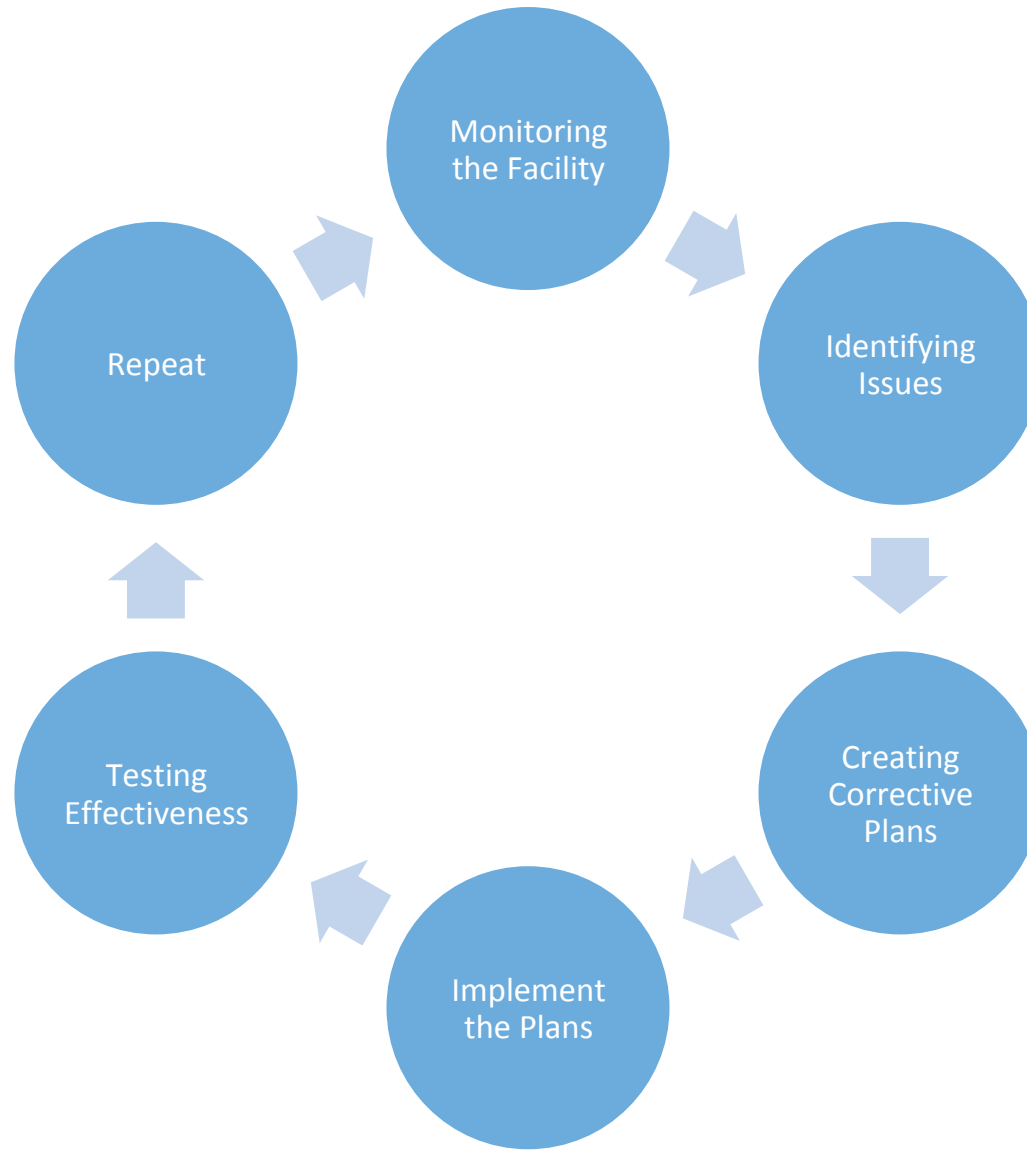 Monitoring
the Facility
Identifying
Issues
Creating
Corrective
Plans
Implement
the Plans
Testing
Effectiveness
Repeat